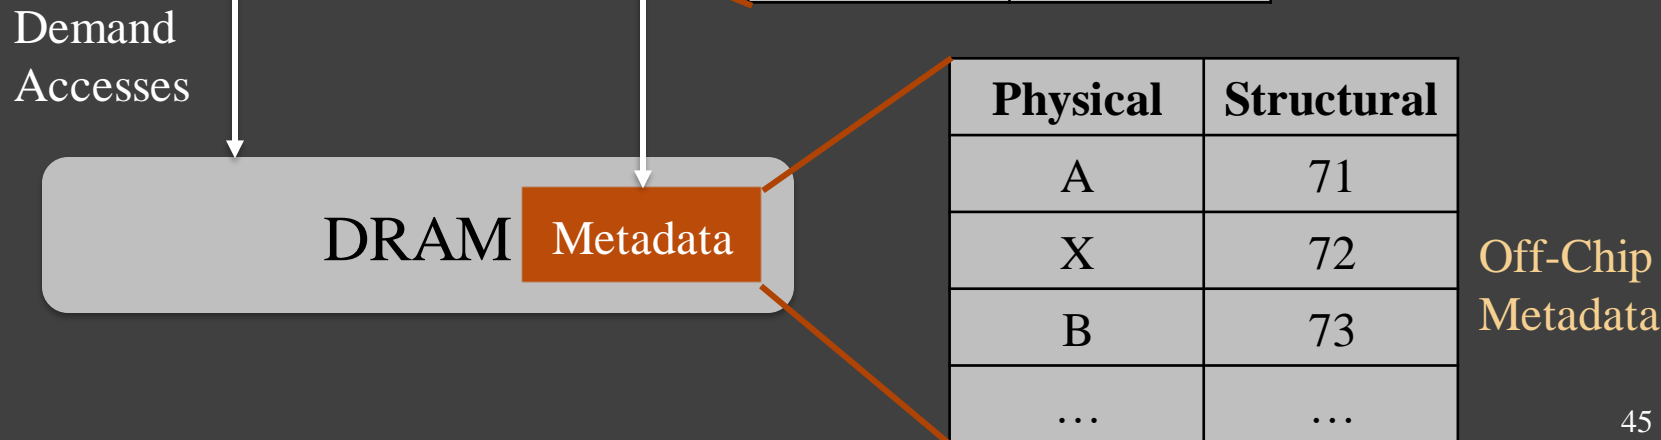 Demand
Accesses
DRAM
Metadata
Physical Structural
A 71
X 72
B 73
… …
Off-Chip
Metadata
45